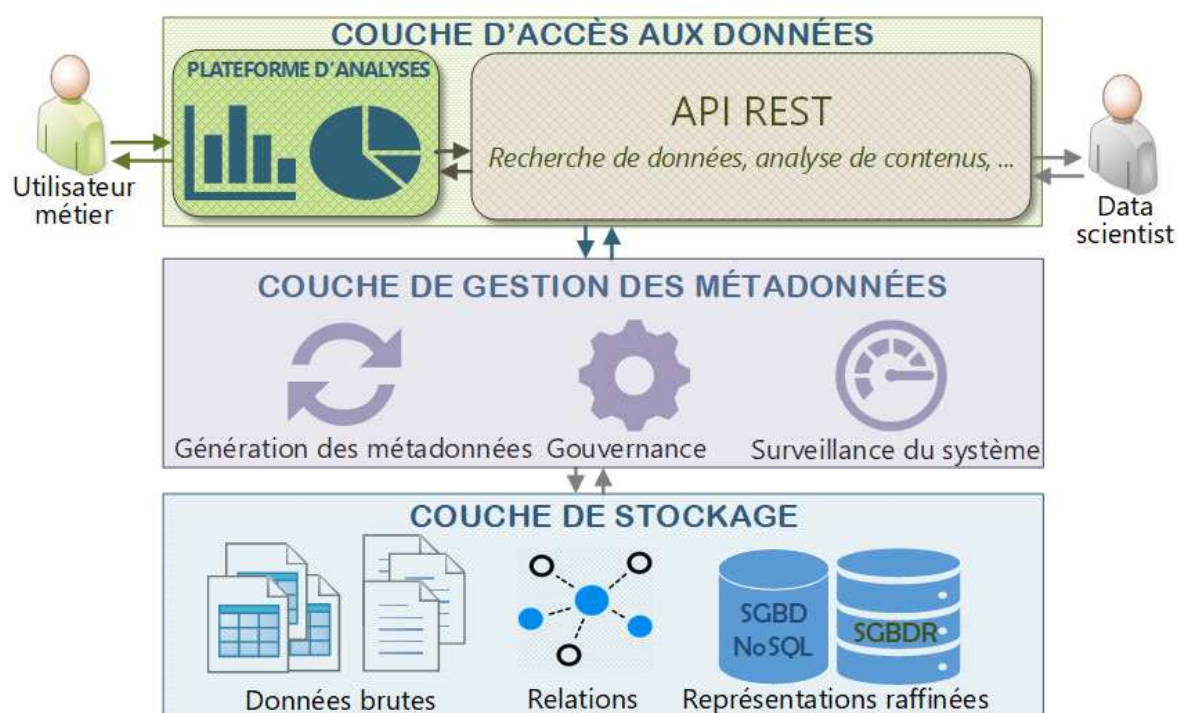 COUCHE D'ACCÈS AUX DONNÉES
PLATEFORME D'ANALYSES
API REST
Recherche de données, analyse de contenus, ...
Utilisateur
métier
Data
scientist
COUCHE DE GESTION DES MÉTADONNÉES
Génération des métadonnées
Gouvernance
Surveillance du système
COUCHE DE STOCKAGE
SGBD
NoSQL
SGBDR
Données brutes
Relations
Représentations raffinées